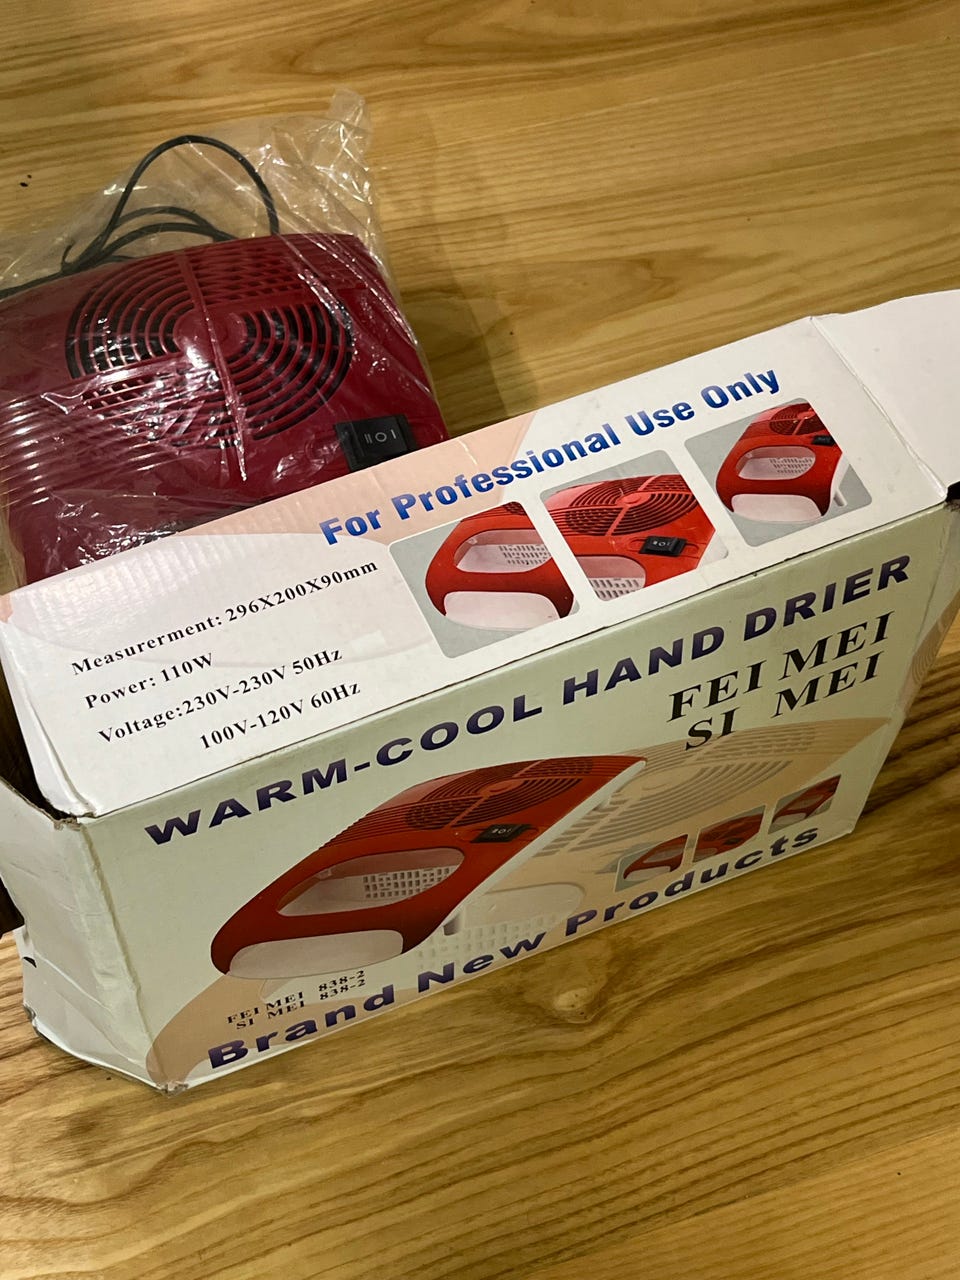 For Professional Use Only
Measurerment: 296X200X90mm
Power: 110W
Voltage:230V-230V 50Hz
100V-120V 60Hz
WARM-COOL HAND DRIER
FEI MEI
SI MEI
FEI MEI 838-2
SI MEI 838-2
Brand New Products